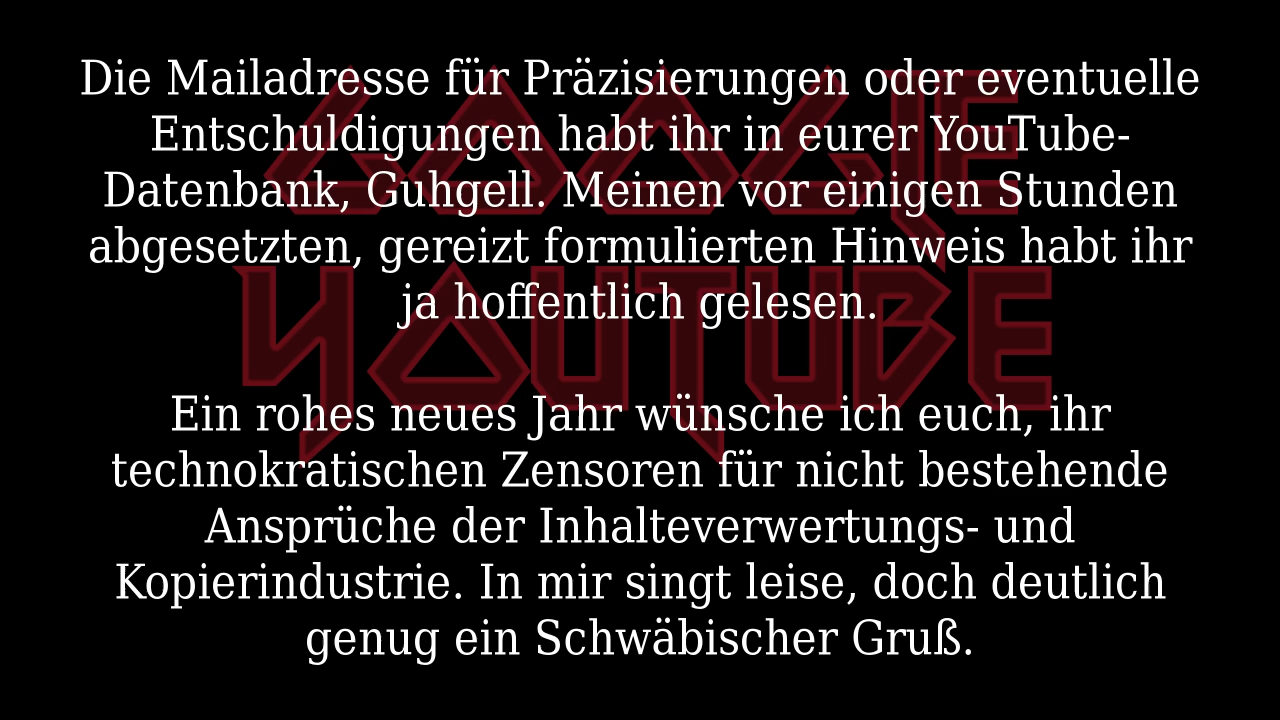 GOOGLE
YOUTUBE
Die Mailadresse für Präzisierungen oder eventuelle
Entschuldigungen habt ihr in eurer YouTube-
Datenbank, Guhgell. Meinen vor einigen Stunden
abgesetzten, gereizt formulierten Hinweis habt ihr
ja hoffentlich gelesen.
Ein rohes neues Jahr wünsche ich euch, ihr
technokratischen Zensoren für nicht bestehende
Ansprüche der Inhalteverwertungs- und
Kopierindustrie. In mir singt leise, doch deutlich
genug ein Schwäbischer Gruß.